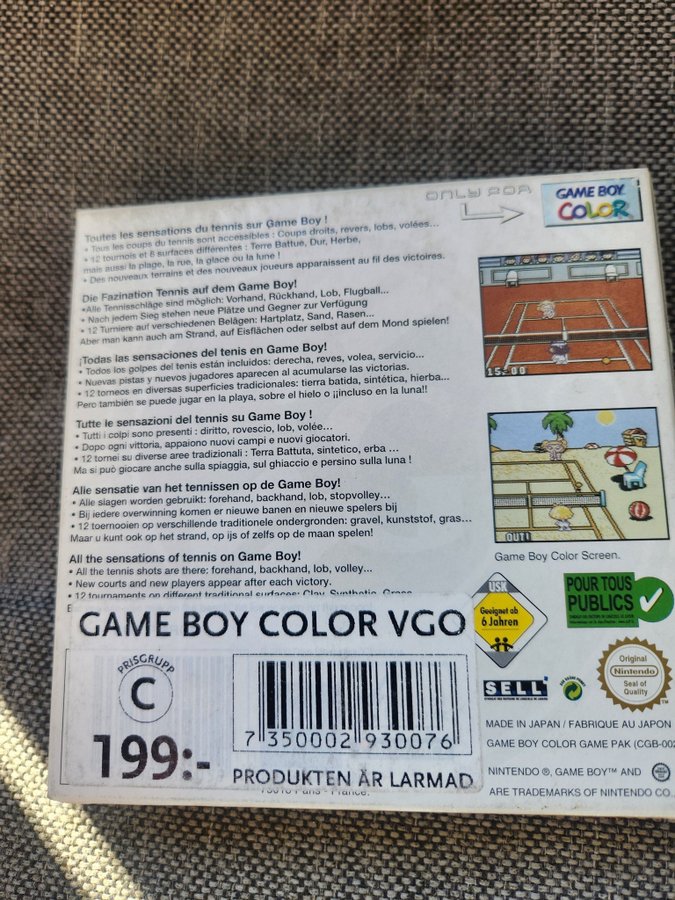 ONLY FOR
GAME BOY
COLOR
Toutes les sensations du tennis sur Game Boy !
• Tous les coups du tennis sont accessibles : Coups droits, revers, lobs, volées...
• 12 tournois et 8 surfaces différentes : Terre Battue, Dur, Herbe,
mais aussi la plage, la rue, la glace ou la lune !
• Des nouveaux terrains et des nouveaux joueurs apparaissent au fil des victoires.
Die Fazination Tennis auf dem Game Boy!
•Alle Tennisschläge sind möglich: Vorhand, Rückhand, Lob, Flugball...
• Nach jedem Sieg stehen neue Plätze und Gegner zur Verfügung
• 12 Turniere auf verschiedenen Belägen: Hartplatz, Sand, Rasen...
Aber man kann auch am Strand, auf Eisflächen oder selbst auf dem Mond spielen!
¡Todas las sensaciones del tenis en Game Boy!
• Todos los golpes del tenis están incluidos: derecha, reves, volea, servicio...
• Nuevas pistas y nuevos jugadores aparecen al acumularse las victorias.
• 12 torneos en diversas superficies tradicionales: tierra batida, sintética, hierba...
Pero también se puede jugar en la playa, sobre el hielo o ¡¡incluso en la luna!!
Tutte le sensazioni del tennis su Game Boy !
• Tutti i colpi sono presenti : diritto, rovescio, lob, volée...
• Dopo ogni vittoria, appaiono nuovi campi e nuovi giocatori.
• 12 tornei su diverse aree tradizionali : Terra Battuta, sintetico, erba ...
Ma si può giocare anche sulla spiaggia, sul ghiaccio e persino sulla luna !
Alle sensatie van het tennissen op de Game Boy!
• Alle slagen worden gebruikt: forehand, backhand, lob, stopvolley...
• Bij iedere overwinning komen er nieuwe banen en nieuwe spelers bij
• 12 toernooien op verschillende traditionele ondergronden: gravel, kunststof, gras...
Maar u kunt ook op het strand, op ijs of zelfs op de maan spelen!
All the sensations of tennis on Game Boy!
• All the tennis shots are there: forehand, backhand, lob, volley...
• New courts and new players appear after each victory.
• 12 tournaments on different traditional surfaces: Clay, Synthetic, Grass
15:00
OUT!
Game Boy Color Screen.
USK
Geeignet ab
6 Jahren
POUR TOUS
PUBLICS
SELL
Original
Nintendo
Seal of
Quality
TM
MADE IN JAPAN / FABRIQUE AU JAPON
GAME BOY COLOR GAME PAK (CGB-002
NINTENDO ®, GAME BOY™ AND
ARE TRADEMARKS OF NINTENDO CO.,
GAME BOY COLOR VGO
PRISGRUPP
C
199:-
7 350002 930076
PRODUKTEN ÄR LARMAD
75018 Paris - France.